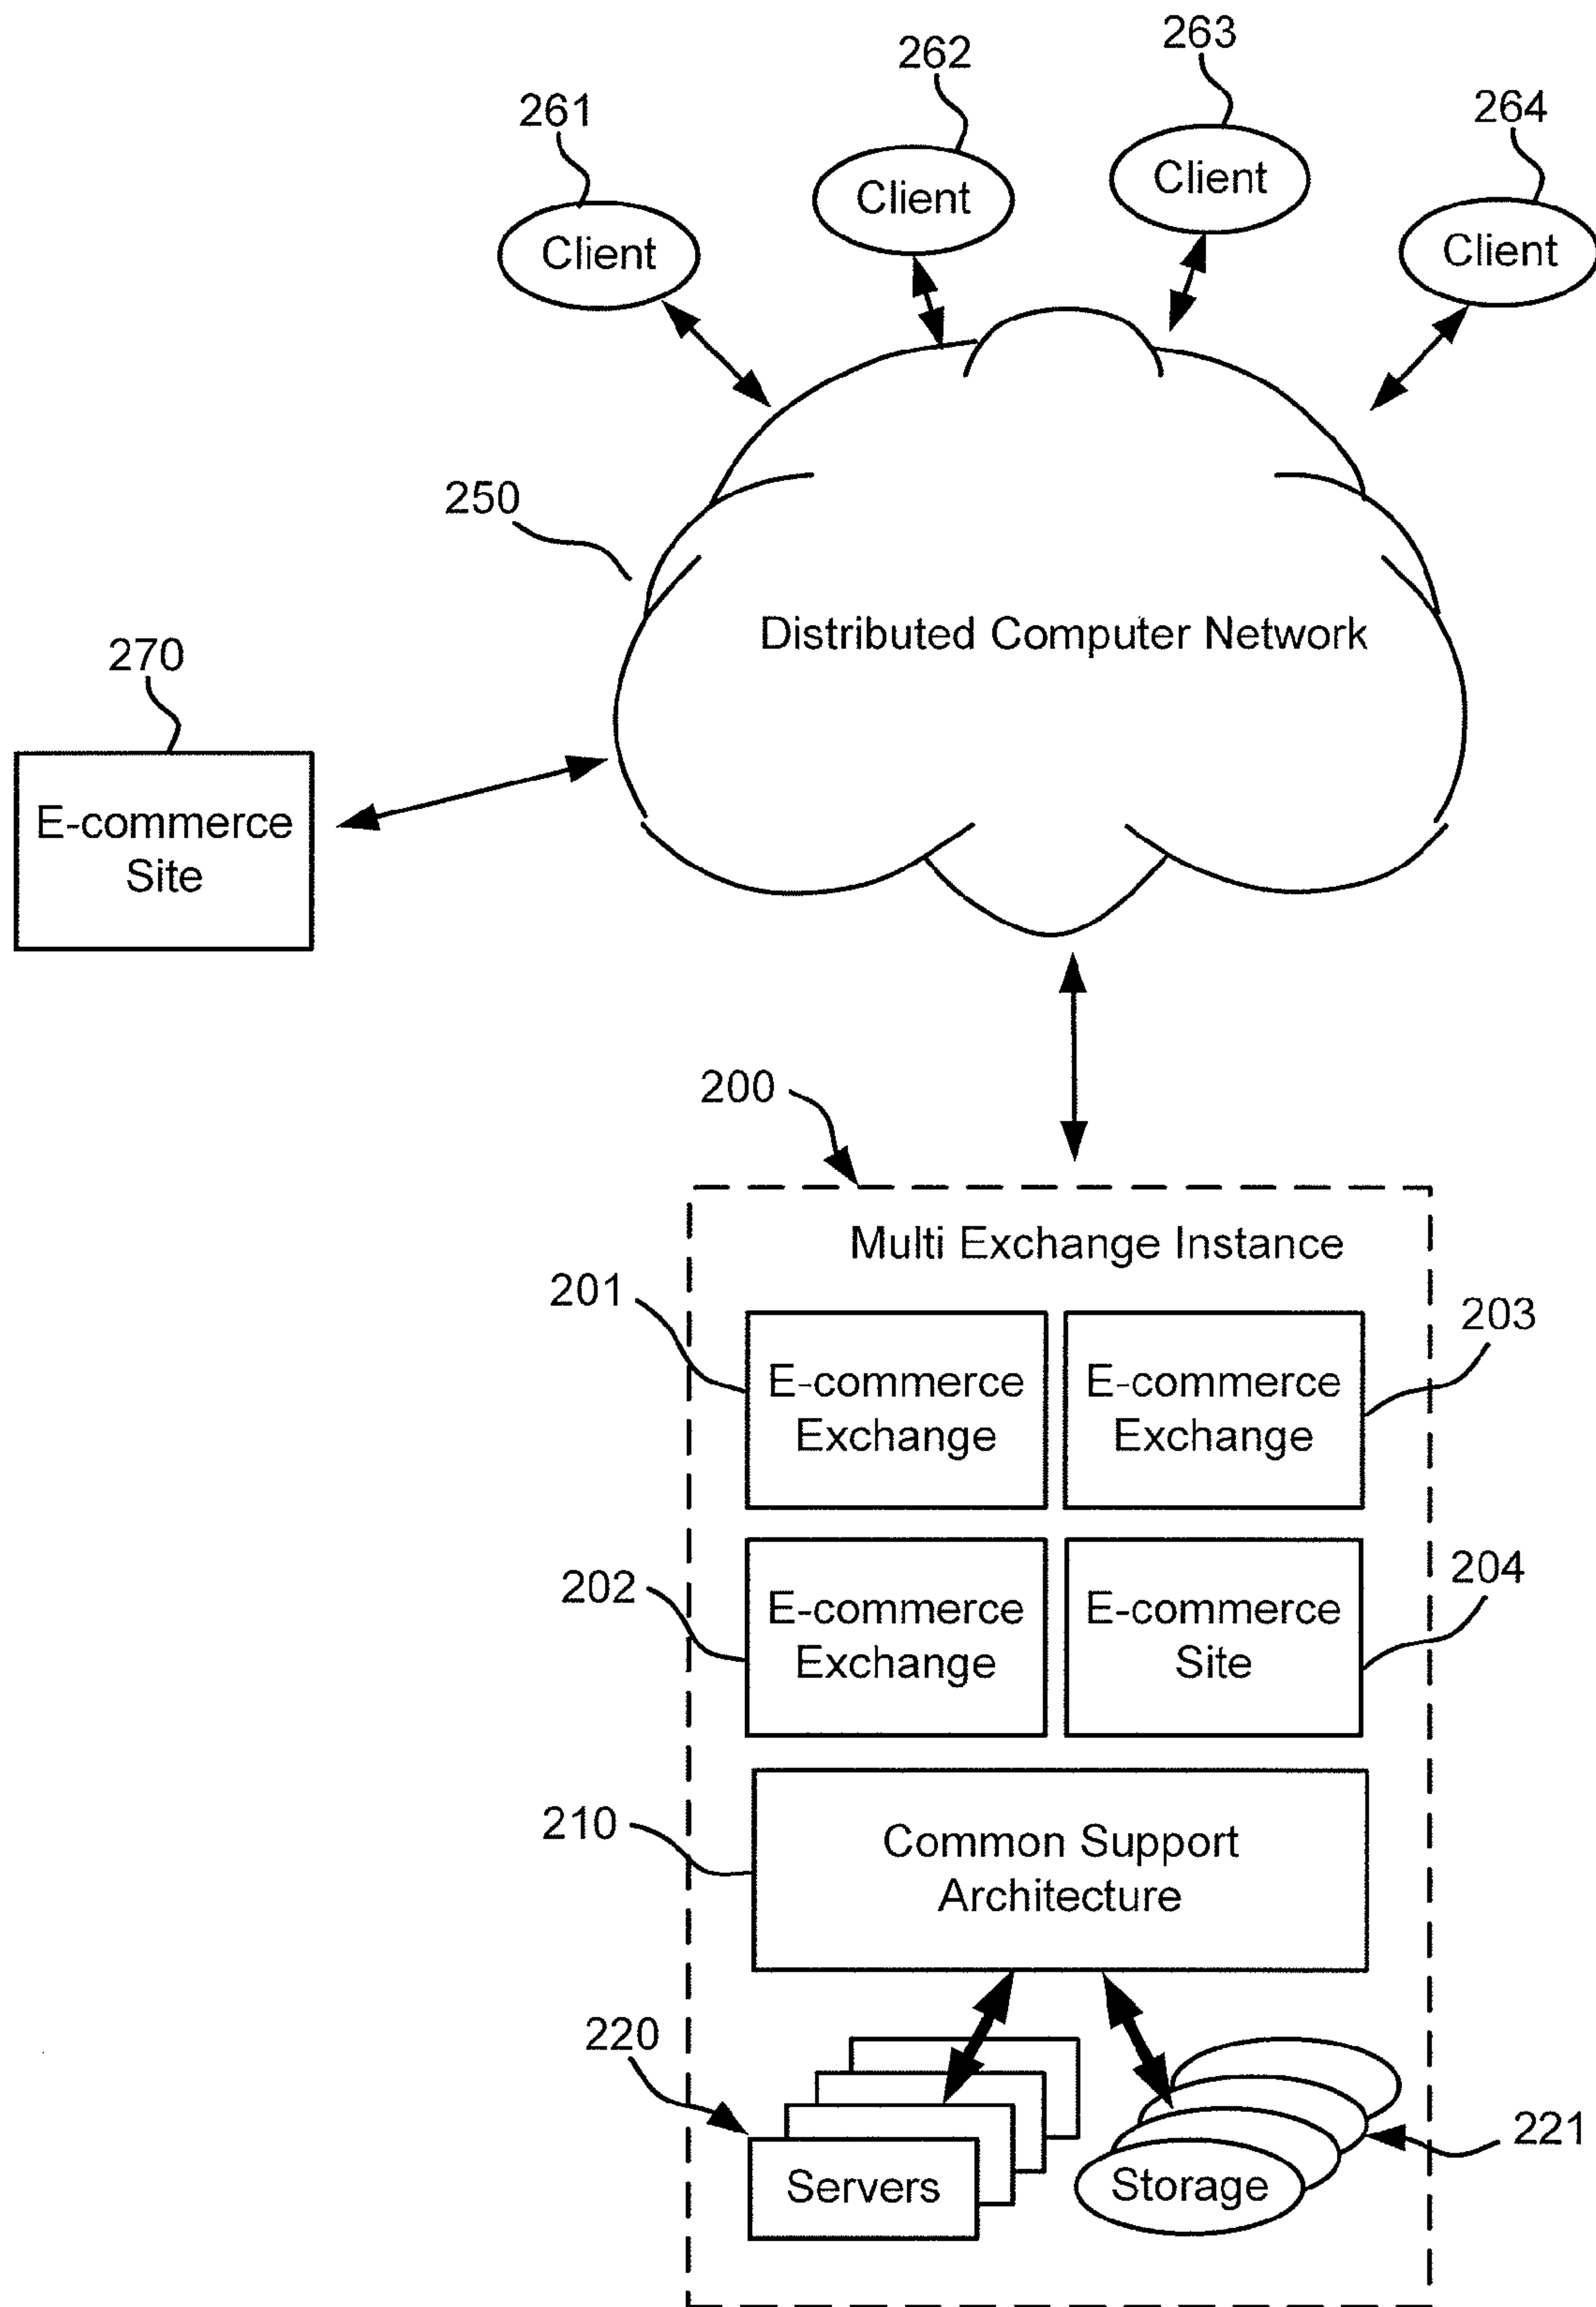 263
262
261
264
Client
Client
Client
Client
250
Distributed Computer Network
270
E-commerce
Site
200
Multi Exchange Instance
201
203
E-commerce
Exchange
E-commerce
Exchange
202
204
E-commerce
Exchange
E-commerce
Site
210
Common Support
Architecture
220
221
Servers
Storage